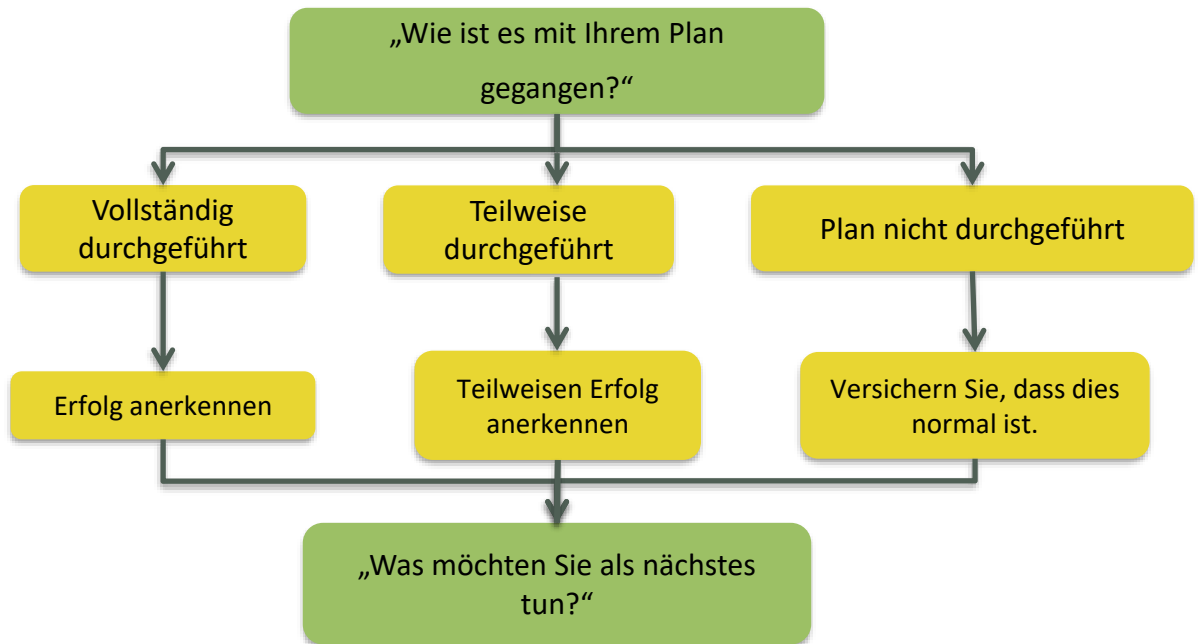 „Wie ist es mit Ihrem Plan
gegangen?“
Vollständig
durchgeführt
Teilweise
durchgeführt
Plan nicht durchgeführt
Erfolg anerkennen
Teilweisen Erfolg
anerkennen
Versichern Sie, dass dies
normal ist.
„Was möchten Sie als nächstes
tun?“